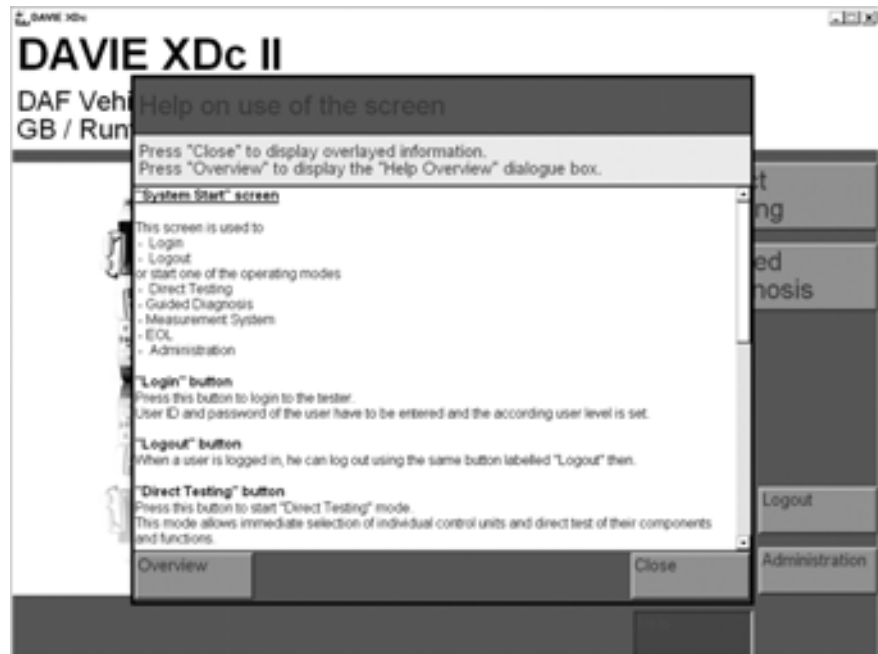 DAVIE XDc
DAVIE XDc II
DAF Vehi
GB / Run
Help on use of the screen
Press "Close" to display overlayed information.
Press "Overview" to display the "Help Overview" dialogue box.
"System Start" screen
This screen is used to
- Login
- Logout
or start one of the operating modes
- Direct Testing
- Guided Diagnosis
- Measurement System
- EOL
- Administration
"Login" button
Press this button to login to the tester.
User ID and password of the user have to be entered and the according user level is set.
"Logout" button
When a user is logged in, he can log out using the same button labelled "Logout" then.
"Direct Testing" button
Press this button to start "Direct Testing" mode.
This mode allows immediate selection of individual control units and direct test of their components
and functions.
Overview
Close
t
ng
ed
nosis
Logout
Administration